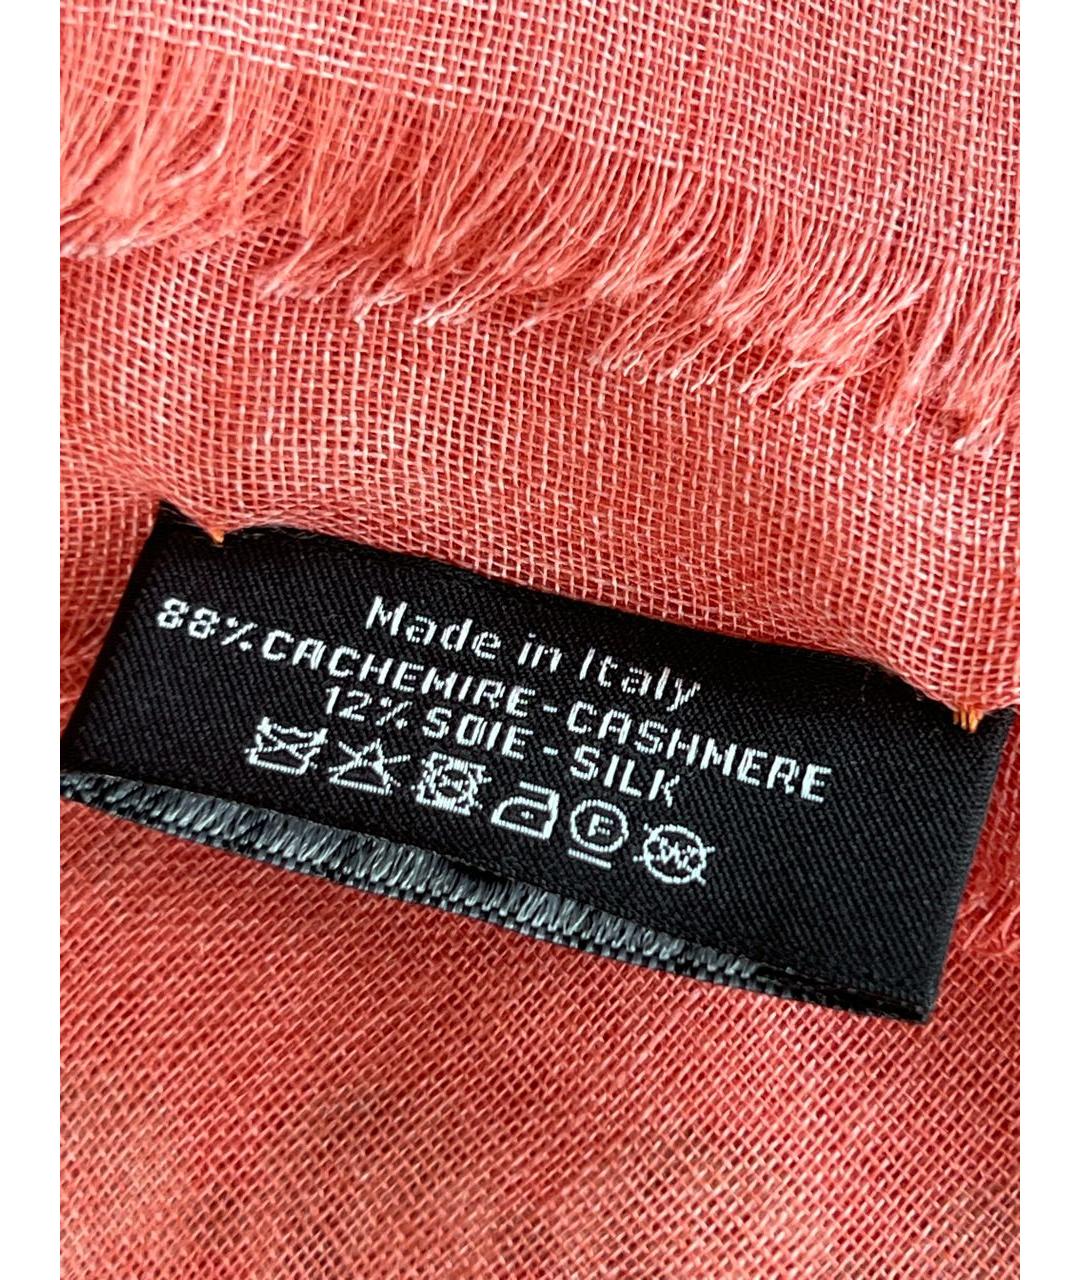 Made in Italy
88% CACHEMIRE-CASHMERE
12% SOIE-SILK
F
W